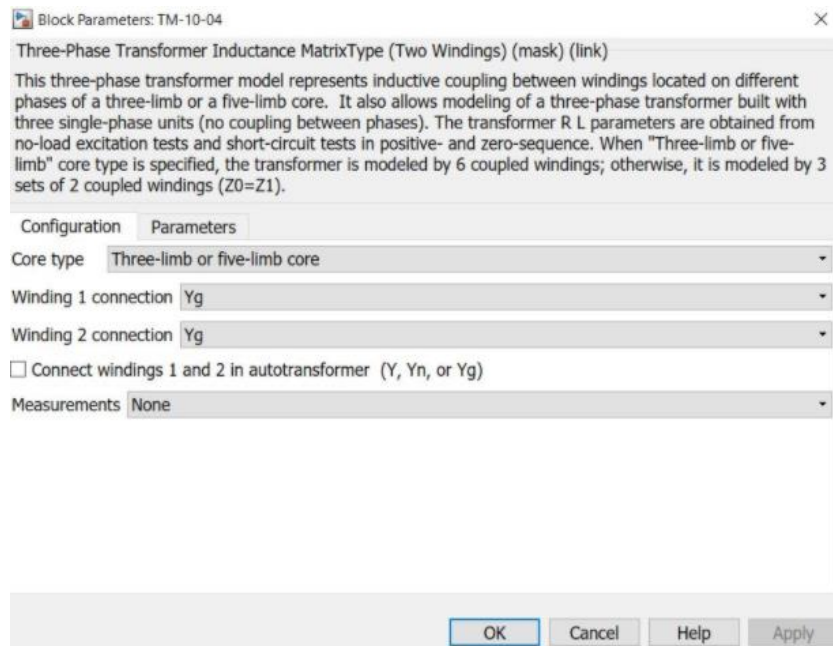 Block Parameters: TM-10-04
Three-Phase Transformer Inductance MatrixType (Two Windings) (mask) (link)
This three-phase transformer model represents inductive coupling between windings located on different
phases of a three-limb or a five-limb core. It also allows modeling of a three-phase transformer built with
three single-phase units (no coupling between phases). The transformer R L parameters are obtained from
no-load excitation tests and short-circuit tests in positive- and zero-sequence. When "Three-limb or five-
limb" core type is specified, the transformer is modeled by 6 coupled windings; otherwise, it is modeled by 3
sets of 2 coupled windings (Z0=Z1).
Configuration Parameters
Core type Three-limb or five-limb core
Winding 1 connection Yg
Winding 2 connection Yg
Connect windings 1 and 2 in autotransformer (Y, Yn, or Yg)
Measurements None
OK Cancel Help Apply